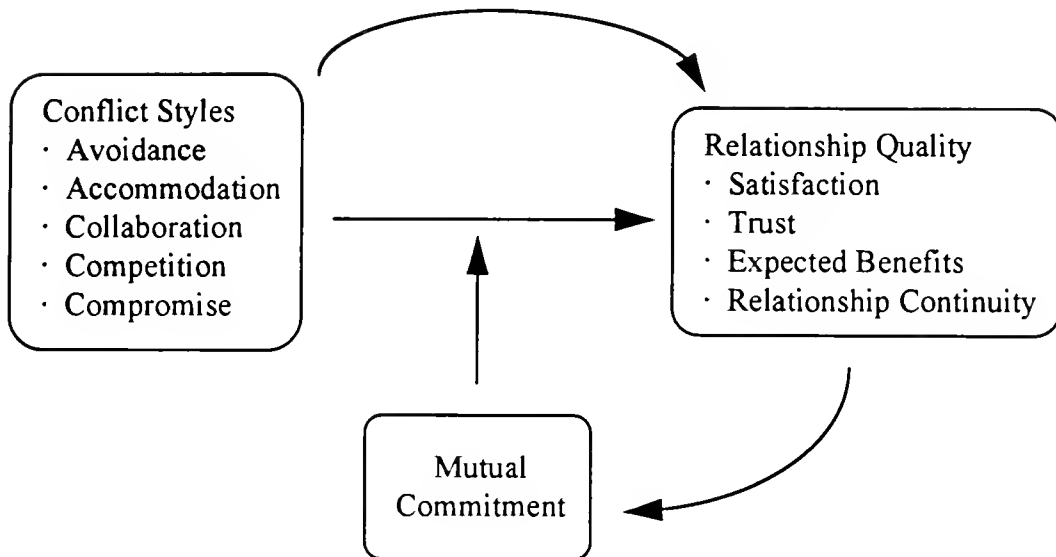 Conflict Styles
· Avoidance
· Accommodation
· Collaboration
· Competition
· Compromise
Relationship Quality
· Satisfaction
· Trust
· Expected Benefits
· Relationship Continuity
Mutual
Commitment